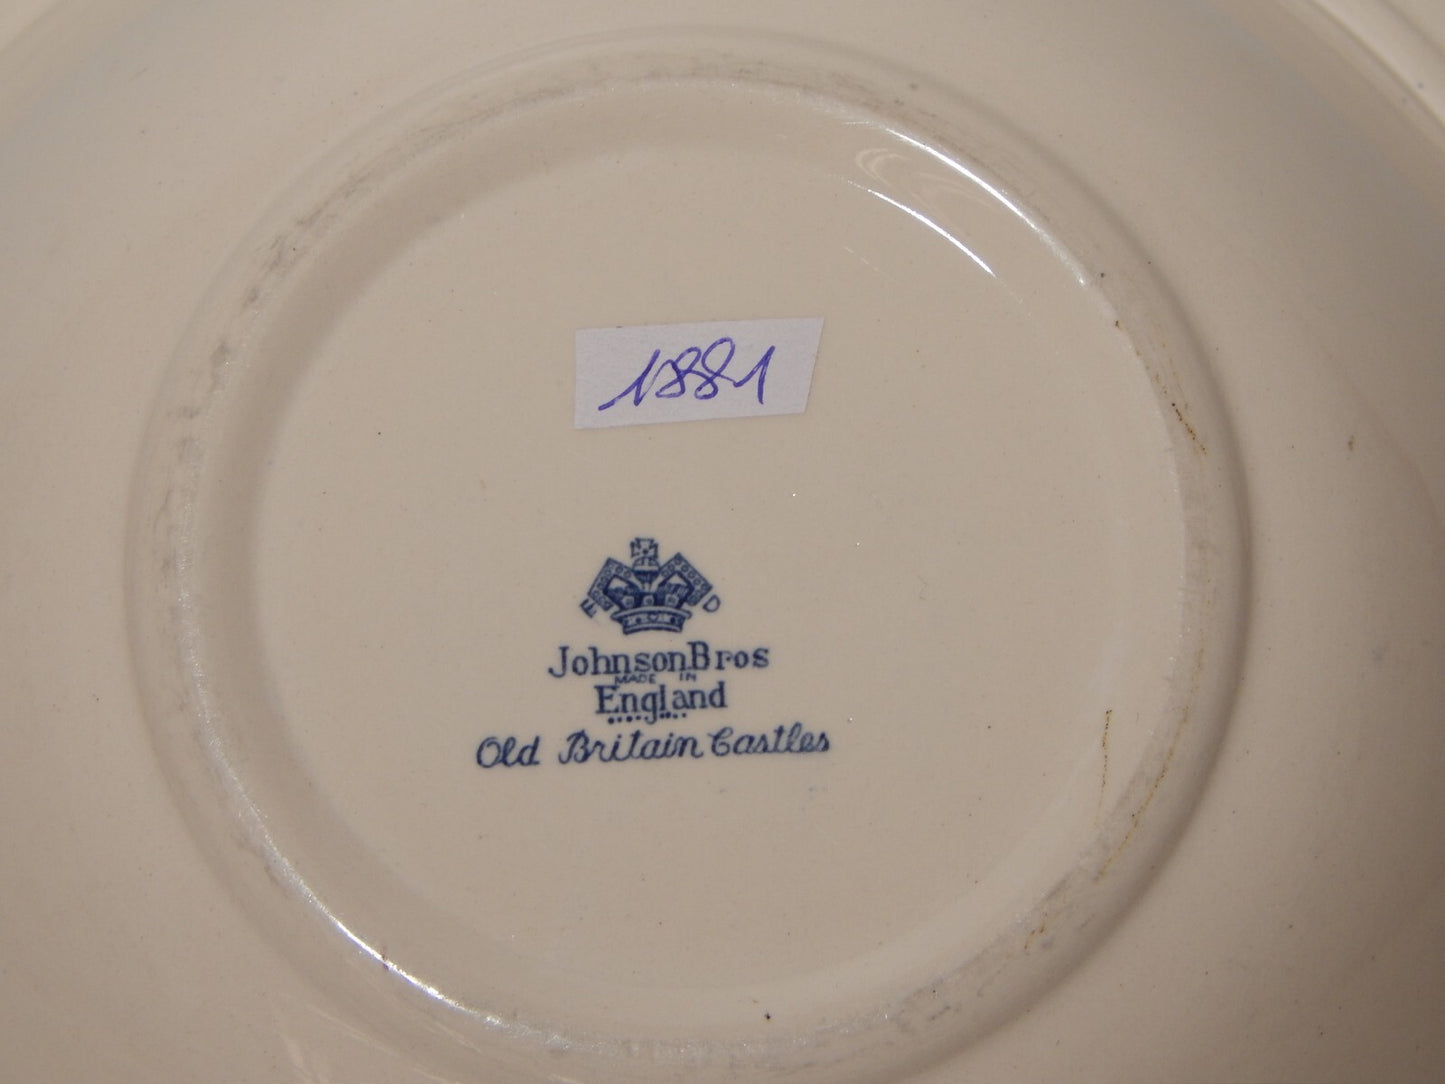 1881
F D
Johnson Bros
MADE IN
England
Old Britain Castles